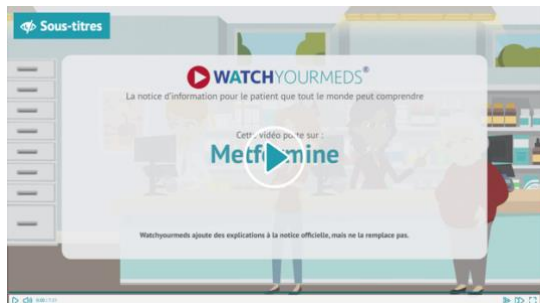 Sous-titres
WATCHYOURMEDS®
La notice d'information pour le patient que tout le monde peut comprendre
Cette vidéo porte sur :
Metformine
Watchyourmeds ajoute des explications à la notice officielle, mais ne la remplace pas.